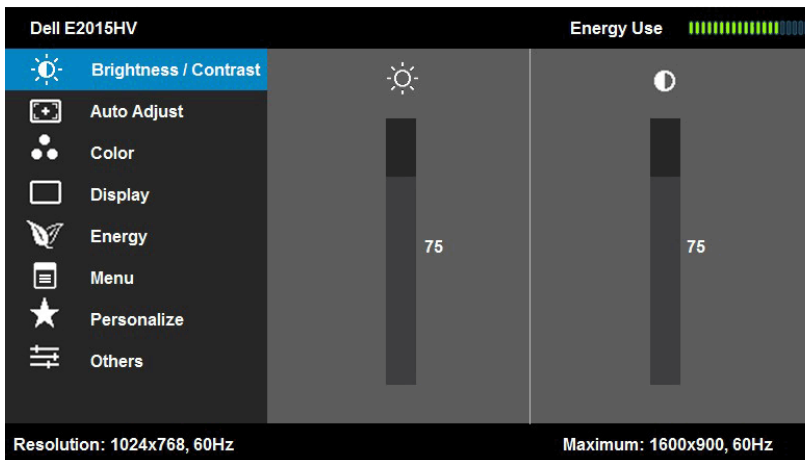 Dell E2015HV Energy Use
Brightness / Contrast
Auto Adjust
Color
Display
Energy
75 75
Menu
Personalize
Others
Resolution: 1024x768, 60Hz Maximum: 1600x900, 60Hz